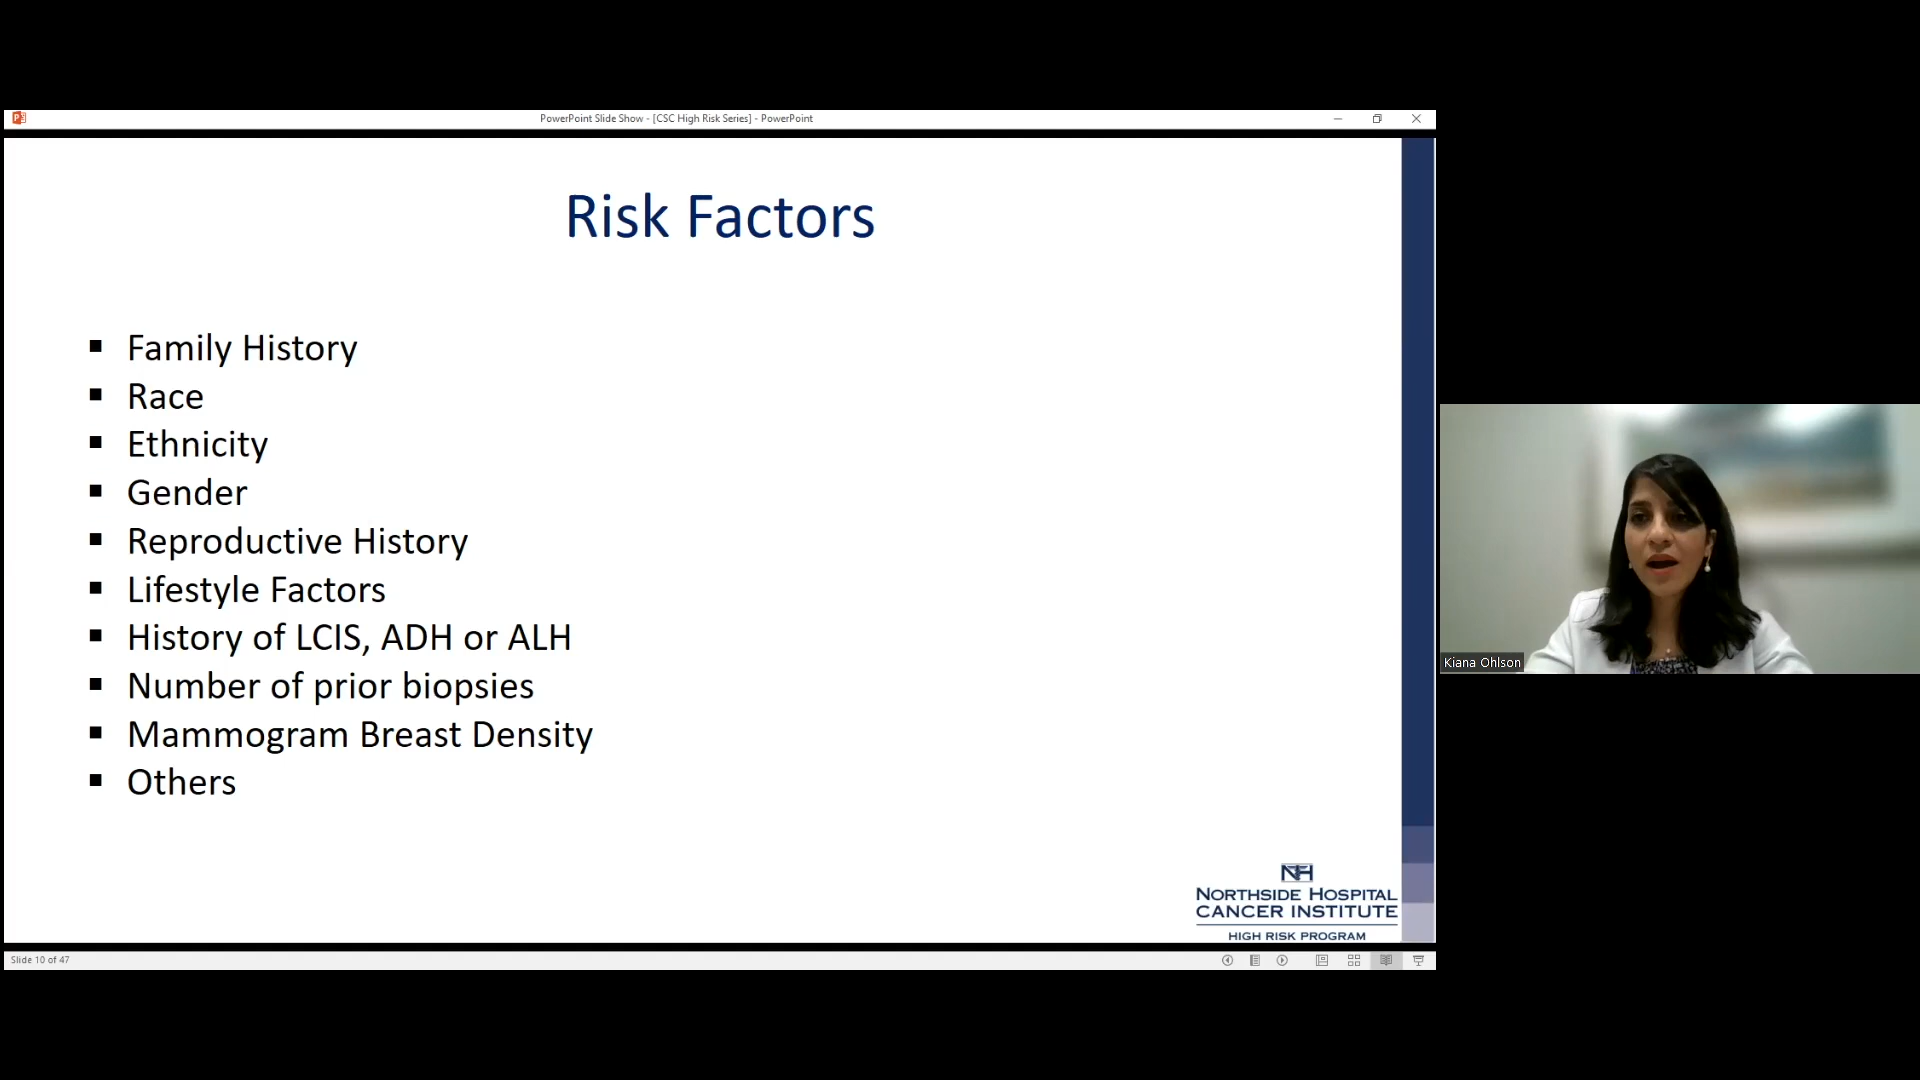 PowerPoint Slide Show - [CSC High Risk Series] - PowerPoint
Risk Factors
Family History
Race
Ethnicity
Gender
Reproductive History
Lifestyle Factors
History of LCIS, ADH or ALH
Number of prior biopsies
Mammogram Breast Density
Others
NH
NORTHSIDE HOSPITAL
CANCER INSTITUTE
HIGH RISK PROGRAM
Slide 10 of 47
Kiana Ohlson